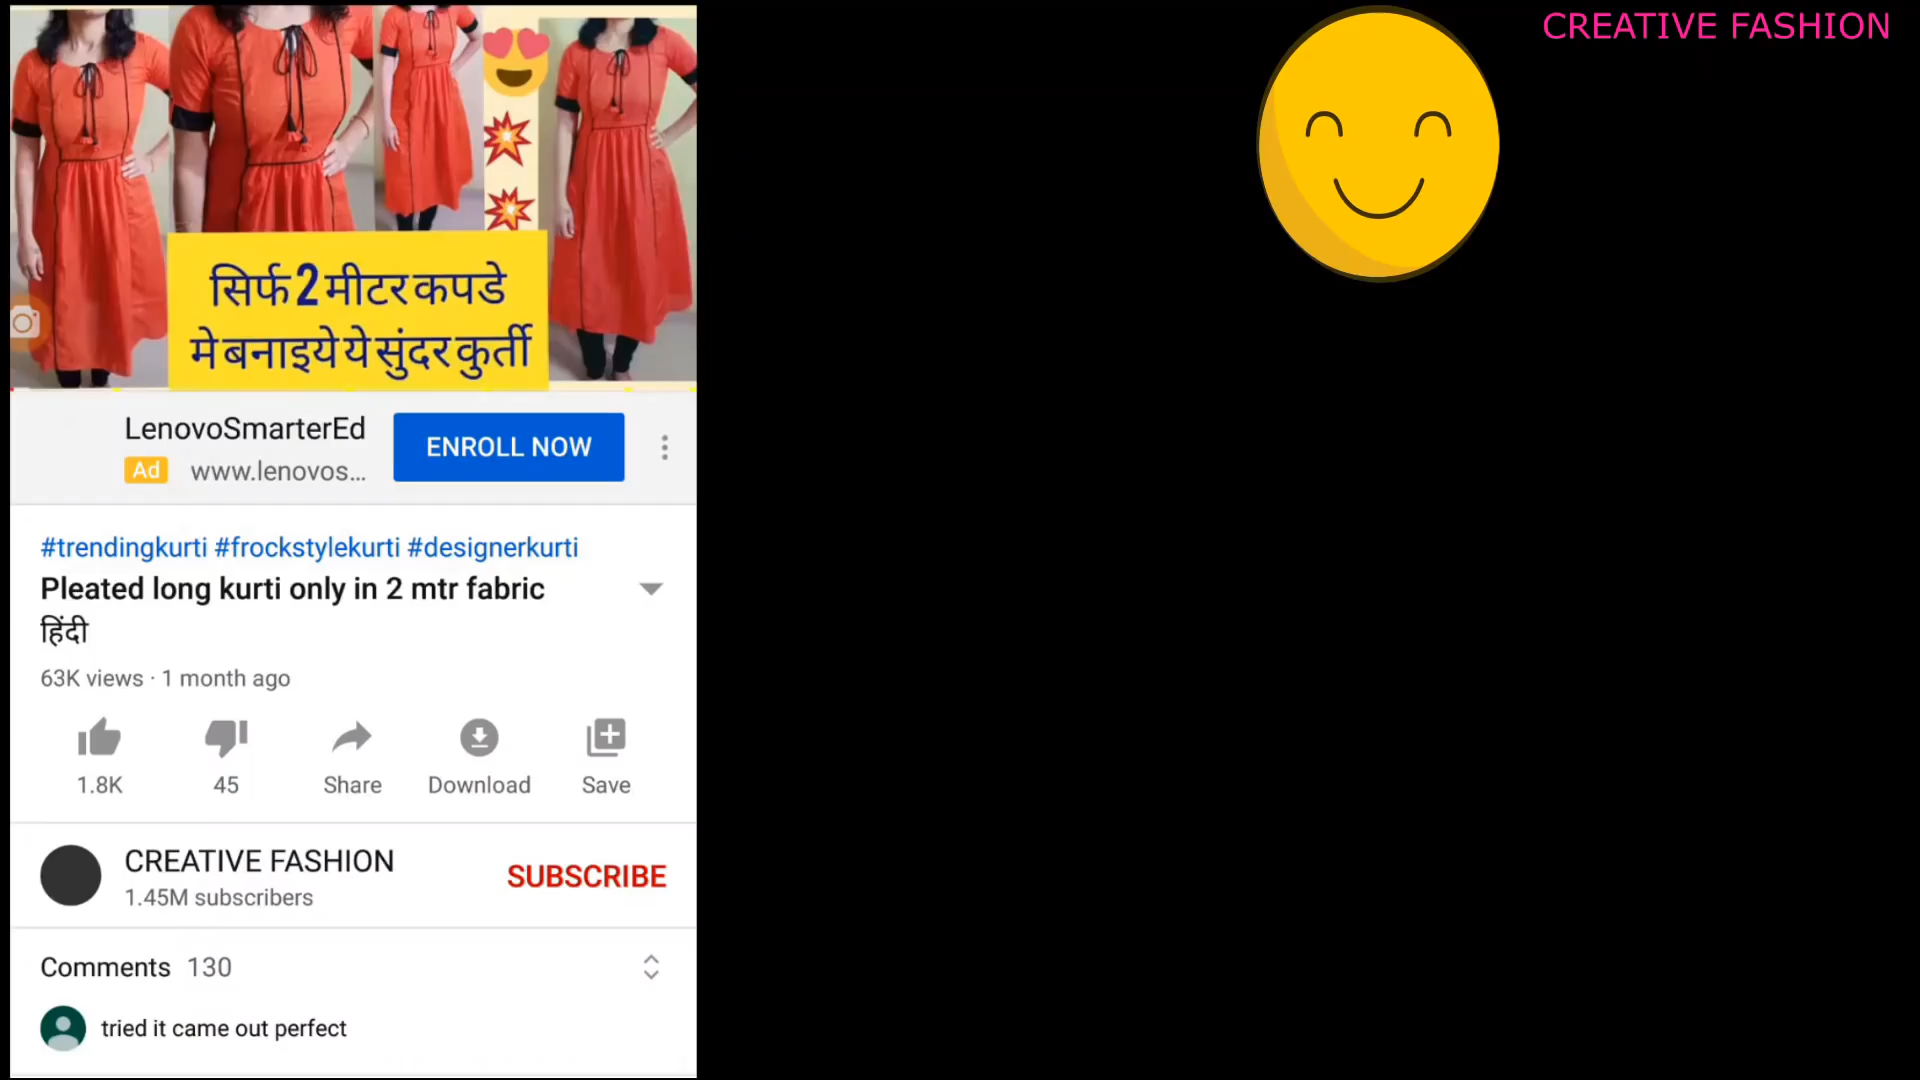 सिर्फ 2 मीटर कपडे
मे बनाइये ये सुंदर कुर्ती
LenovoSmarterEd
ENROLL NOW
Ad www.lenovos...
#trendingkurti #frockstylekurti #designerkurti
Pleated long kurti only in 2 mtr fabric
हिंदी
63K views · 1 month ago
1.8K 45 Share Download Save
CREATIVE FASHION
1.45M subscribers
SUBSCRIBE
Comments 130
tried it came out perfect
CREATIVE FASHION